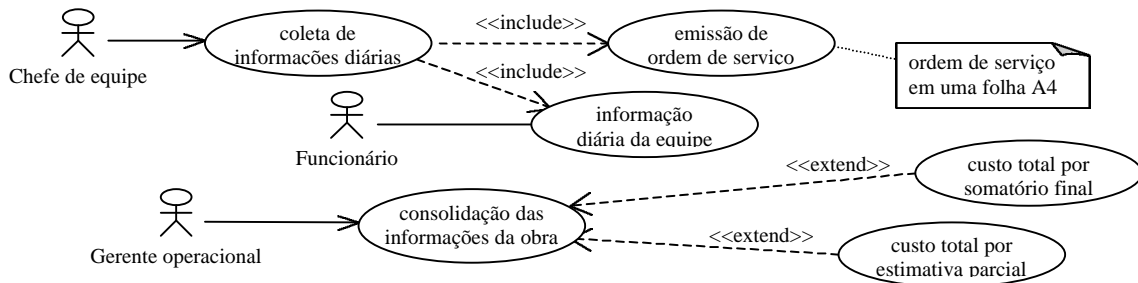 Chefe de equipe
coleta de
informacões diárias
<<include>>
emissão de
ordem de servico
ordem de serviço
em uma folha A4
<<include>>
Funcionário
informação
diária da equipe
<<extend>>
custo total por
somatório final
Gerente operacional
consolidação das
informações da obra
<<extend>>
custo total por
estimativa parcial